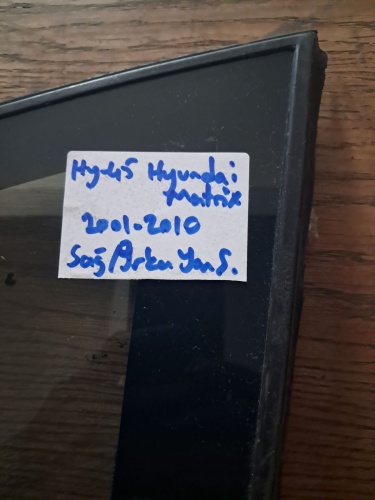 Hy-45 Hyundai
Matrix
2001-2010
Sağ Arka Yan S.